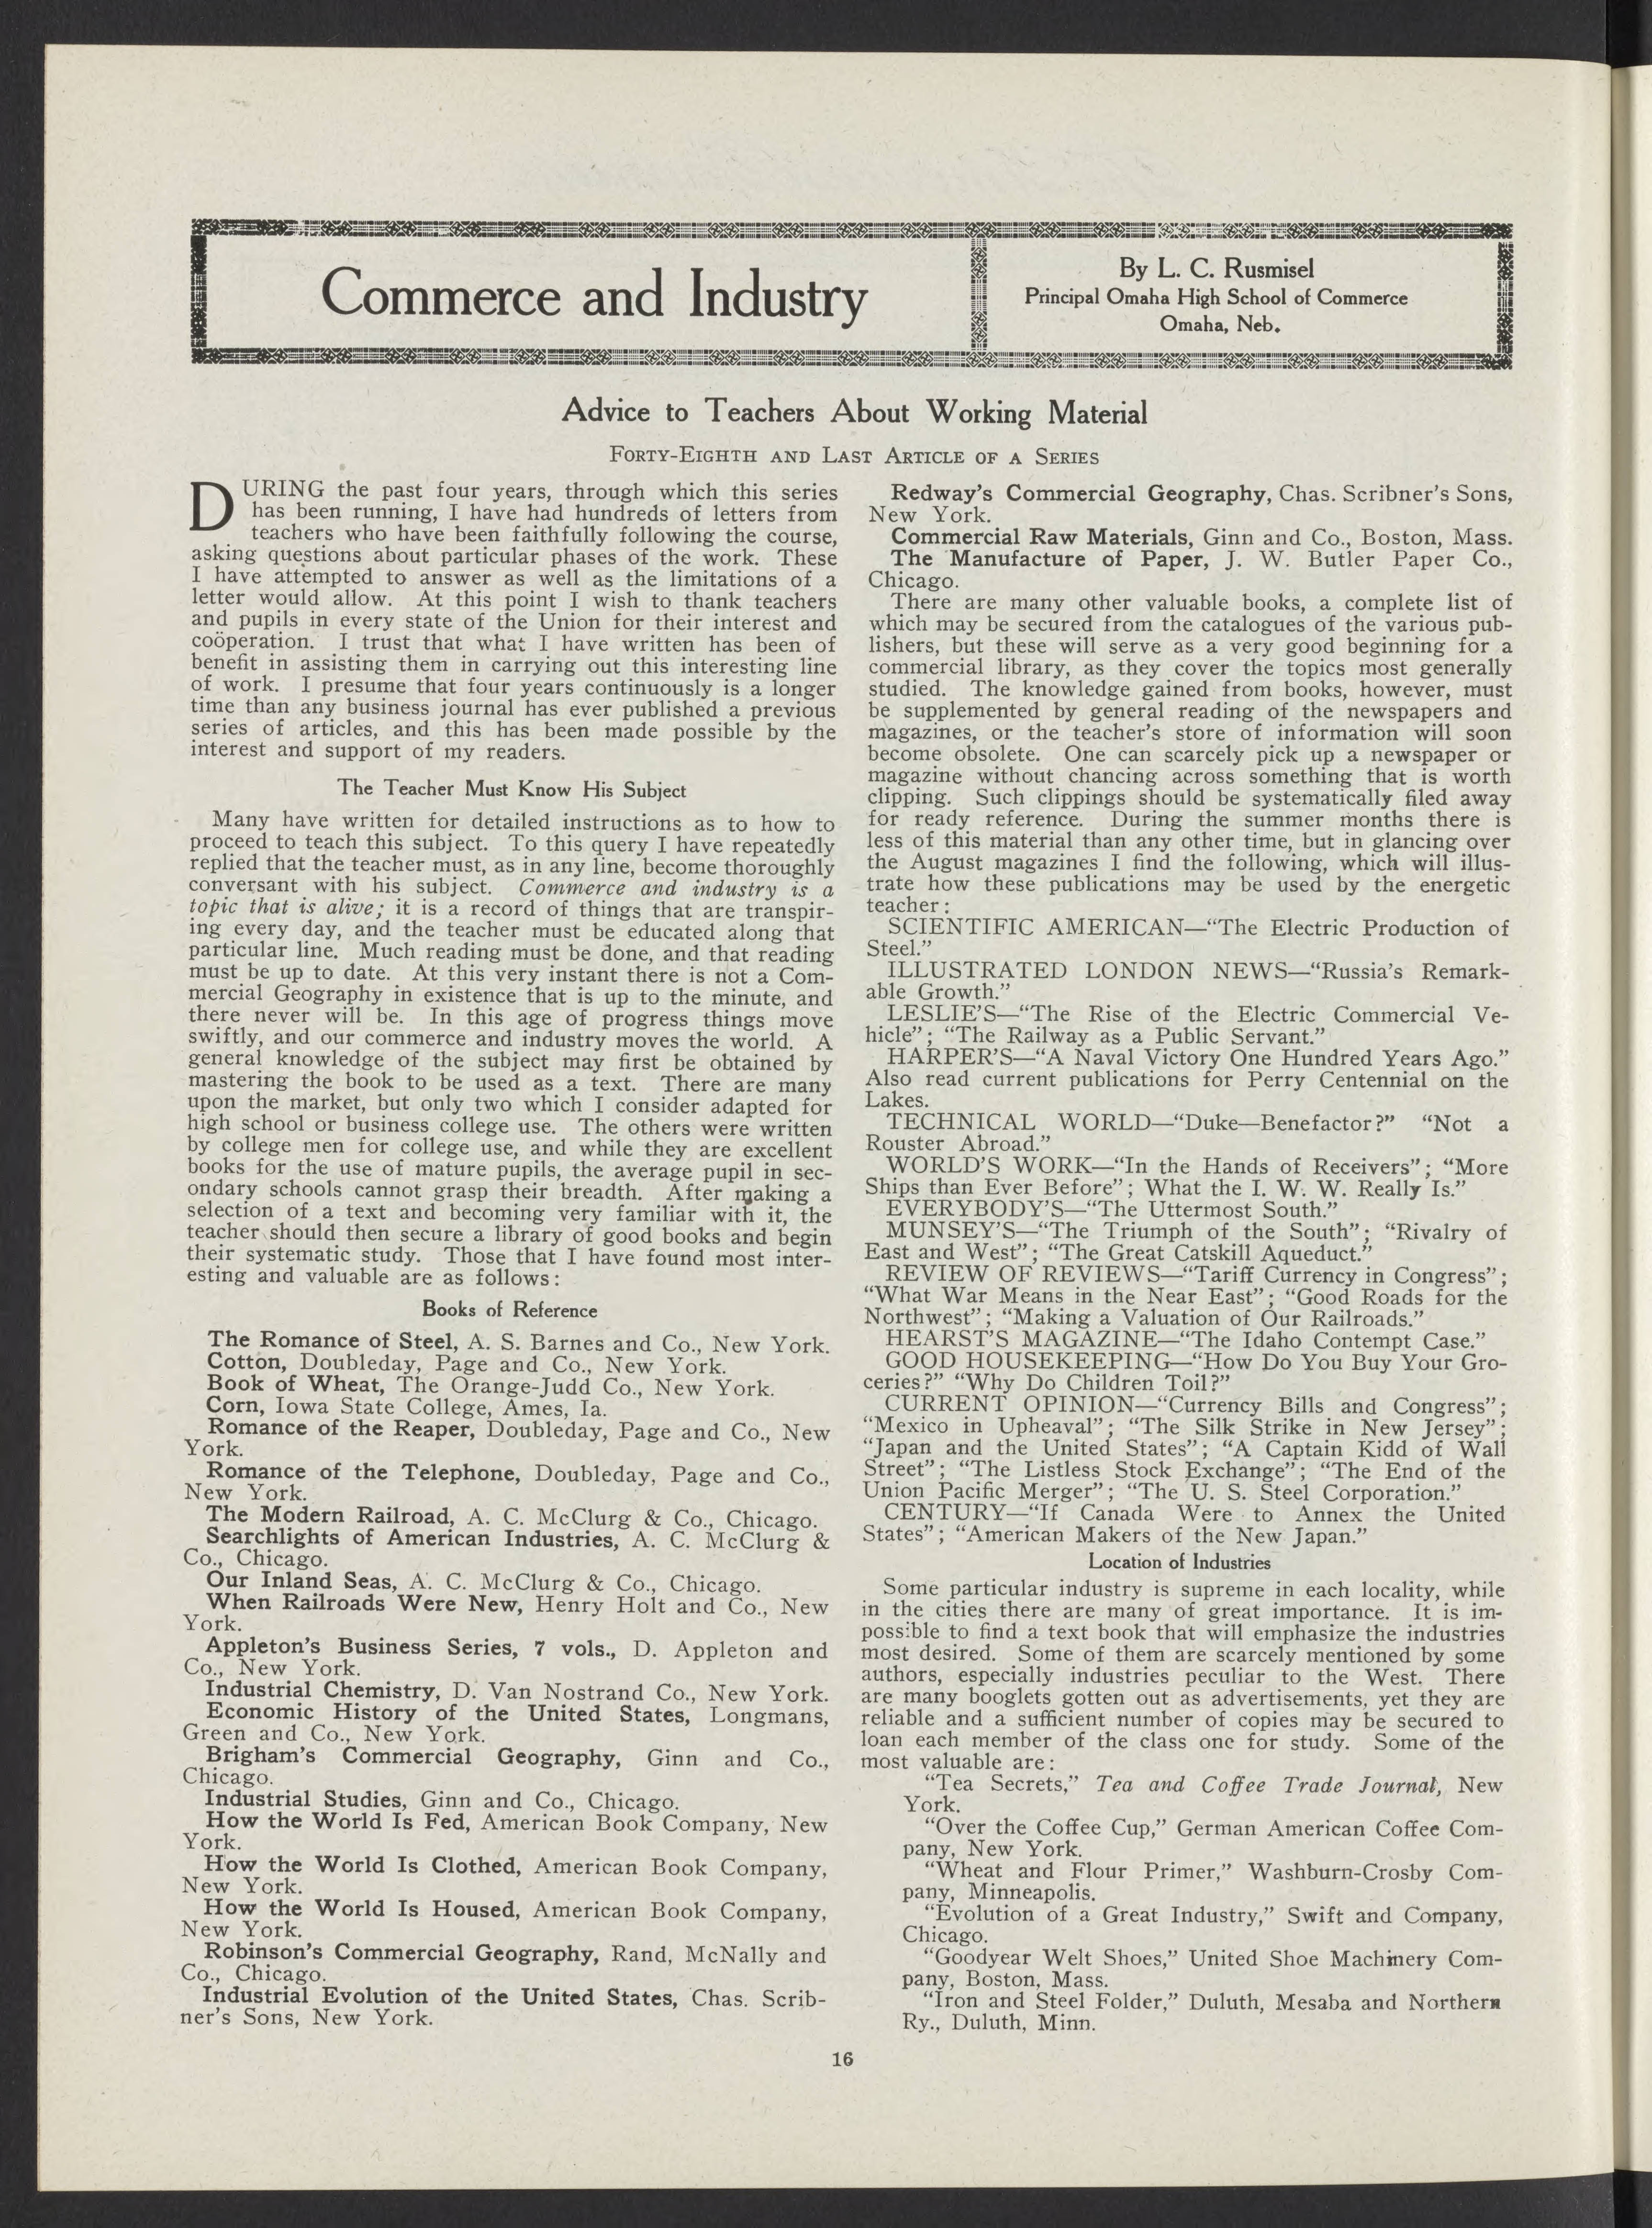 Commerce and Industry
By L. C. Rusmisel
Principal Omaha High School of Commerce
Omaha, Neb.
Advice to Teachers About Working Material
Forty-Eighth and Last Article of a Series
DURING the past four years, through which this series
has been running, I have had hundreds of letters from
teachers who have been faithfully following the course,
asking questions about particular phases of the work. These
I have attempted to answer as well as the limitations of a
letter would allow. At this point I wish to thank teachers
and pupils in every state of the Union for their interest and
coöperation. I trust that what I have written has been of
benefit in assisting them in carrying out this interesting line
of work. I presume that four years continuously is a longer
time than any business journal has ever published a previous
series of articles, and this has been made possible by the
interest and support of my readers.
The Teacher Must Know His Subject
Many have written for detailed instructions as to how to
proceed to teach this subject. To this query I have repeatedly
replied that the teacher must, as in any line, become thoroughly
conversant with his subject. Commerce and industry is a
topic that is alive; it is a record of things that are transpir-
ing every day, and the teacher must be educated along that
particular line. Much reading must be done, and that reading
must be up to date. At this very instant there is not a Com-
mercial Geography in existence that is up to the minute, and
there never will be. In this age of progress things move
swiftly, and our commerce and industry moves the world. A
general knowledge of the subject may first be obtained by
mastering the book to be used as a text. There are many
upon the market, but only two which I consider adapted for
high school or business college use. The others were written
by college men for college use, and while they are excellent
books for the use of mature pupils, the average pupil in sec-
ondary schools cannot grasp their breadth. After making a
selection of a text and becoming very familiar with it, the
teacher should then secure a library of good books and begin
their systematic study. Those that I have found most inter-
esting and valuable are as follows:
Books of Reference
The Romance of Steel, A. S. Barnes and Co., New York.
Cotton, Doubleday, Page and Co., New York.
Book of Wheat, The Orange-Judd Co., New York.
Corn, Iowa State College, Ames, Ia.
Romance of the Reaper, Doubleday, Page and Co., New
York.
Romance of the Telephone, Doubleday, Page and Co.,
New York.
The Modern Railroad, A. C. McClurg & Co., Chicago.
Searchlights of American Industries, A. C. McClurg &
Co., Chicago.
Our Inland Seas, A. C. McClurg & Co., Chicago.
When Railroads Were New, Henry Holt and Co., New
York.
Appleton's Business Series, 7 vols., D. Appleton and
Co., New York.
Industrial Chemistry, D. Van Nostrand Co., New York.
Economic History of the United States, Longmans,
Green and Co., New York.
Brigham's Commercial Geography, Ginn and Co.,
Chicago.
Industrial Studies, Ginn and Co., Chicago.
How the World Is Fed, American Book Company, New
York.
How the World Is Clothed, American Book Company,
New York.
How the World Is Housed, American Book Company,
New York.
Robinson's Commercial Geography, Rand, McNally and
Co., Chicago.
Industrial Evolution of the United States, Chas. Scrib-
ner's Sons, New York.
Redway's Commercial Geography, Chas. Scribner's Sons,
New York.
Commercial Raw Materials, Ginn and Co., Boston, Mass.
The Manufacture of Paper, J. W. Butler Paper Co.,
Chicago.
There are many other valuable books, a complete list of
which may be secured from the catalogues of the various pub-
lishers, but these will serve as a very good beginning for a
commercial library, as they cover the topics most generally
studied. The knowledge gained from books, however, must
be supplemented by general reading of the newspapers and
magazines, or the teacher's store of information will soon
become obsolete. One can scarcely pick up a newspaper or
magazine without chancing across something that is worth
clipping. Such clippings should be systematically filed away
for ready reference. During the summer months there is
less of this material than any other time, but in glancing over
the August magazines I find the following, which will illus-
trate how these publications may be used by the energetic
teacher:
SCIENTIFIC AMERICAN—“The Electric Production of
Steel.”
ILLUSTRATED LONDON NEWS—“Russia's Remark-
able Growth.”
LESLIE'S—“The Rise of the Electric Commercial Ve-
hicle”; “The Railway as a Public Servant.”
HARPER'S—“A Naval Victory One Hundred Years Ago.”
Also read current publications for Perry Centennial on the
Lakes.
TECHNICAL WORLD—“Duke—Benefactor?” “Not a
Rouster Abroad.”
WORLD'S WORK—“In the Hands of Receivers”; “More
Ships than Ever Before”; What the I. W. W. Really Is.”
EVERYBODY'S—“The Uttermost South.”
MUNSEY'S—“The Triumph of the South”; “Rivalry of
East and West”; “The Great Catskill Aqueduct.”
REVIEW OF REVIEWS—“Tariff Currency in Congress”;
“What War Means in the Near East”; “Good Roads for the
Northwest”; “Making a Valuation of Our Railroads.”
HEARST'S MAGAZINE—“The Idaho Contempt Case.”
GOOD HOUSEKEEPING—“How Do You Buy Your Gro-
ceries?” “Why Do Children Toil?”
CURRENT OPINION—“Currency Bills and Congress”;
“Mexico in Upheaval”; “The Silk Strike in New Jersey”;
“Japan and the United States”; “A Captain Kidd of Wall
Street”; “The Listless Stock Exchange”; “The End of the
Union Pacific Merger”; “The U. S. Steel Corporation.”
CENTURY—“If Canada Were to Annex the United
States”; “American Makers of the New Japan.”
Location of Industries
Some particular industry is supreme in each locality, while
in the cities there are many of great importance. It is im-
possible to find a text book that will emphasize the industries
most desired. Some of them are scarcely mentioned by some
authors, especially industries peculiar to the West. There
are many booglets gotten out as advertisements, yet they are
reliable and a sufficient number of copies may be secured to
loan each member of the class one for study. Some of the
most valuable are:
“Tea Secrets,” Tea and Coffee Trade Journal, New
York.
“Over the Coffee Cup,” German American Coffee Com-
pany, New York.
“Wheat and Flour Primer,” Washburn-Crosby Com-
pany, Minneapolis.
“Evolution of a Great Industry,” Swift and Company,
Chicago.
“Goodyear Welt Shoes,” United Shoe Machinery Com-
pany, Boston, Mass.
“Iron and Steel Folder,” Duluth, Mesaba and Northern
Ry., Duluth, Minn.
16